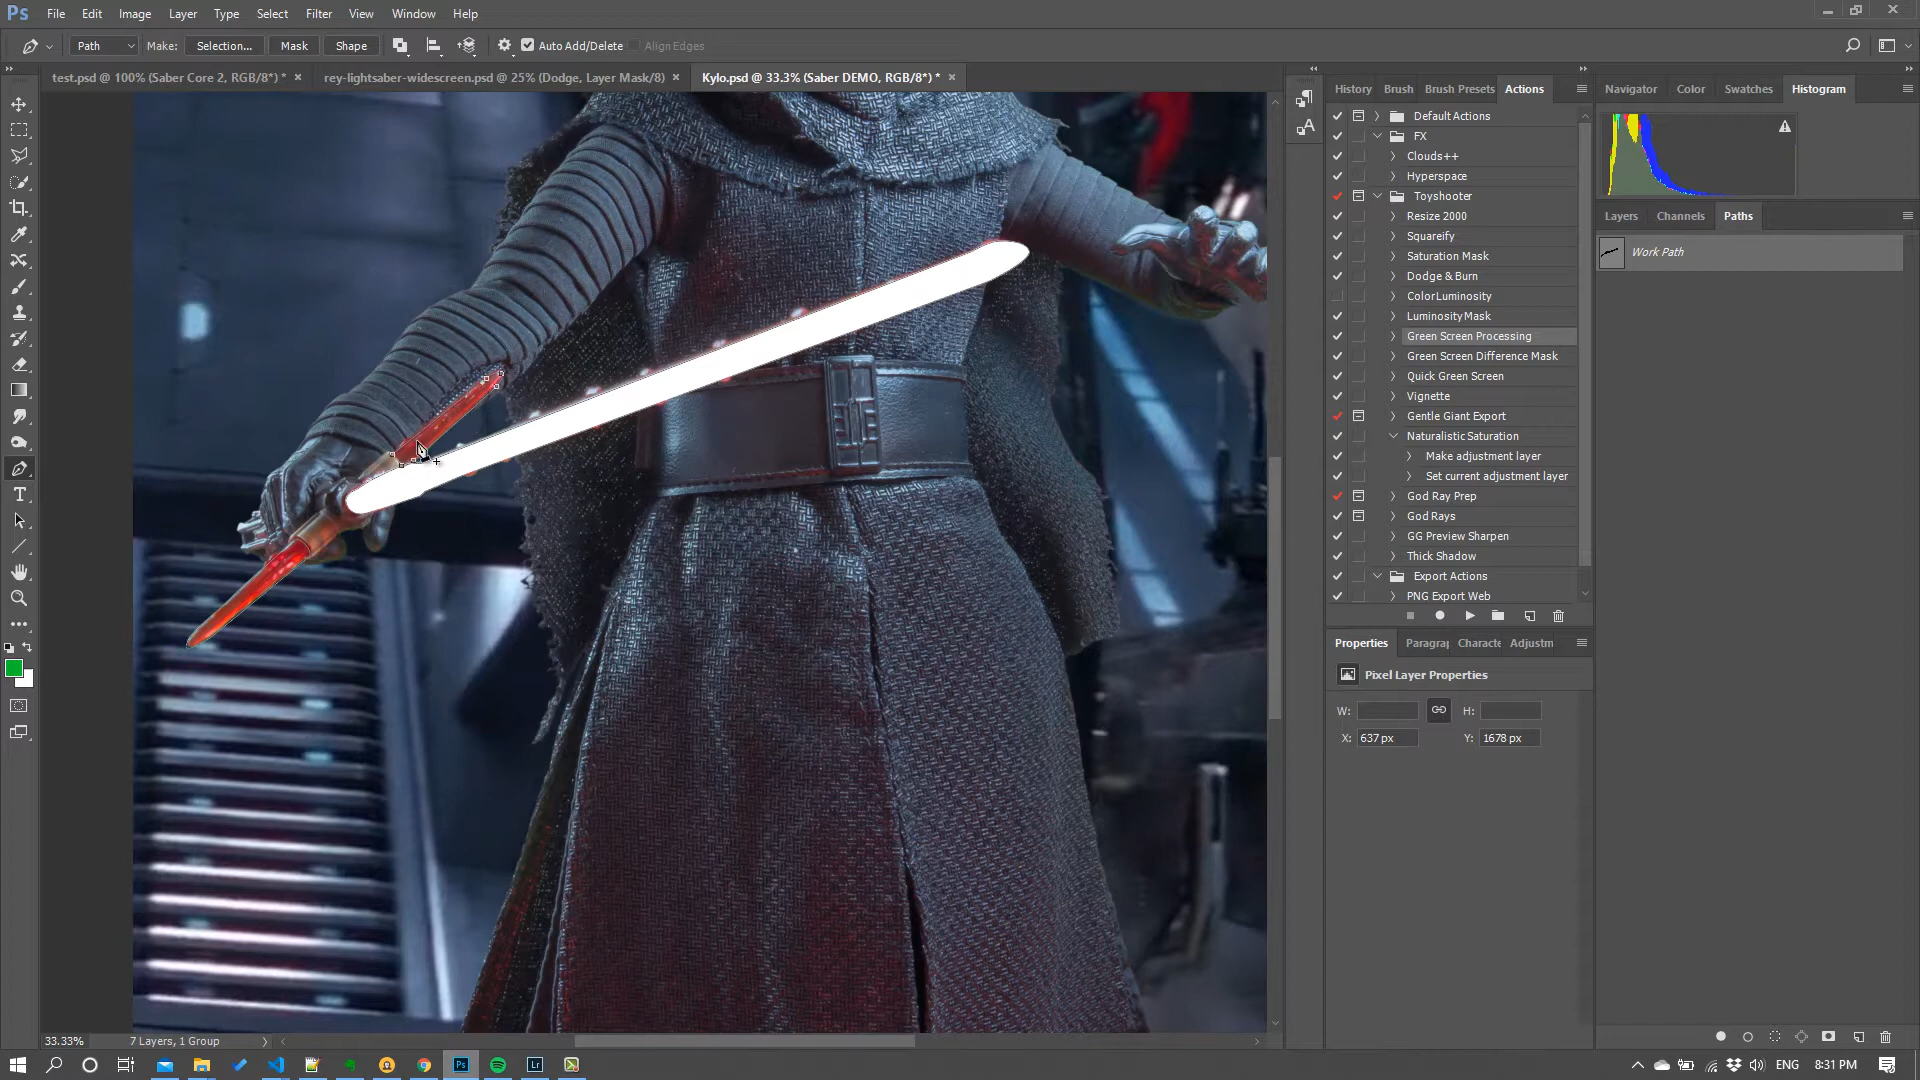 Ps File Edit Image Layer Type Select Filter View Window Help
Path Make: Selection... Mask Shape Auto Add/Delete Align Edges
test.psd @ 100% (Saber Core 2, RGB/8*) * × rey-lightsaber-widescreen.psd @ 25% (Dodge, Layer Mask/8) × Kylo.psd @ 33.3% (Saber DEMO, RGB/8*) * ×
History Brush Brush Presets Actions
Default Actions
FX
Clouds++
Hyperspace
Toyshooter
Resize 2000
Squareify
Saturation Mask
Dodge & Burn
ColorLuminosity
LuminosityMask
Green Screen Processing
Green Screen Difference Mask
Quick Green Screen
Vignette
Gentle Giant Export
Naturalistic Saturation
Make adjustment layer
Set current adjustment layer
God Ray Prep
God Rays
GG Preview Sharpen
Thick Shadow
Export Actions
PNG Export Web
Properties Paragraj Characte Adjustm
Pixel Layer Properties
W: H:
X: 637 px Y: 1678 px
Navigator Color Swatches Histogram
Layers Channels Paths
Work Path
33.33% 7 Layers, 1 Group
Ps Lr ENG 8:31 PM